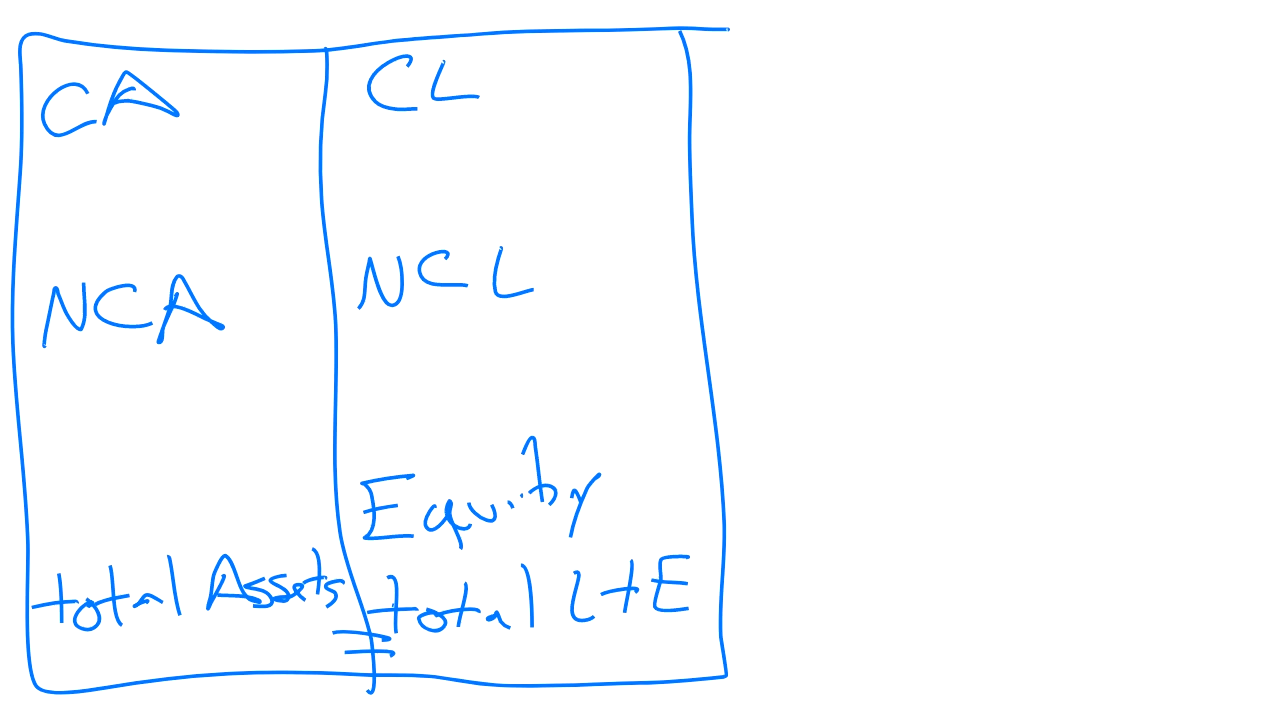 CA
NCA
total Assets
=
CL
NCL
Equity
total L+E